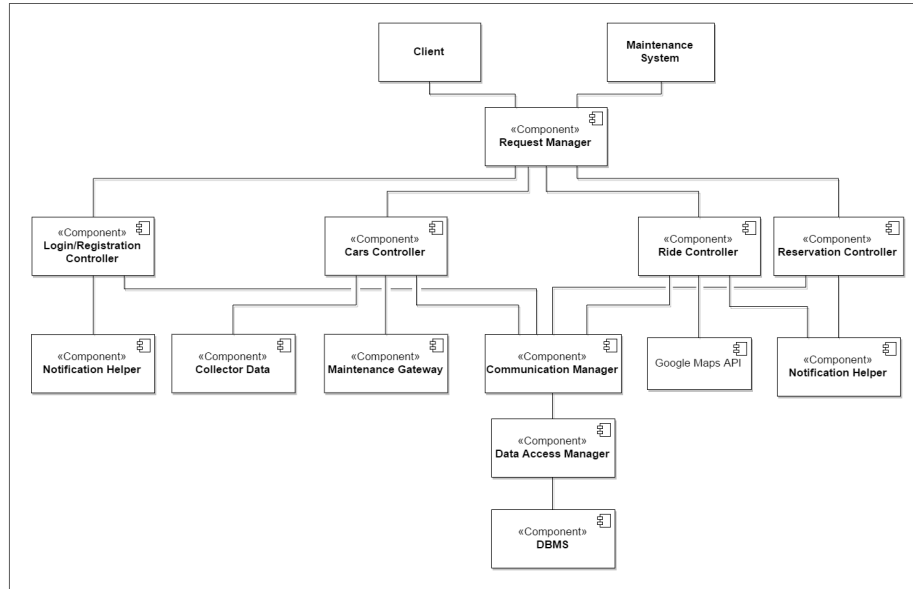 Client
Maintenance
System
«Component»
Request Manager
«Component»
Login/Registration
Controller
«Component»
Cars Controller
«Component»
Ride Controller
«Component»
Reservation Controller
«Component»
Notification Helper
«Component»
Collector Data
«Component»
Maintenance Gateway
«Component»
Communication Manager
Google Maps API
«Component»
Notification Helper
«Component»
Data Access Manager
«Component»
DBMS